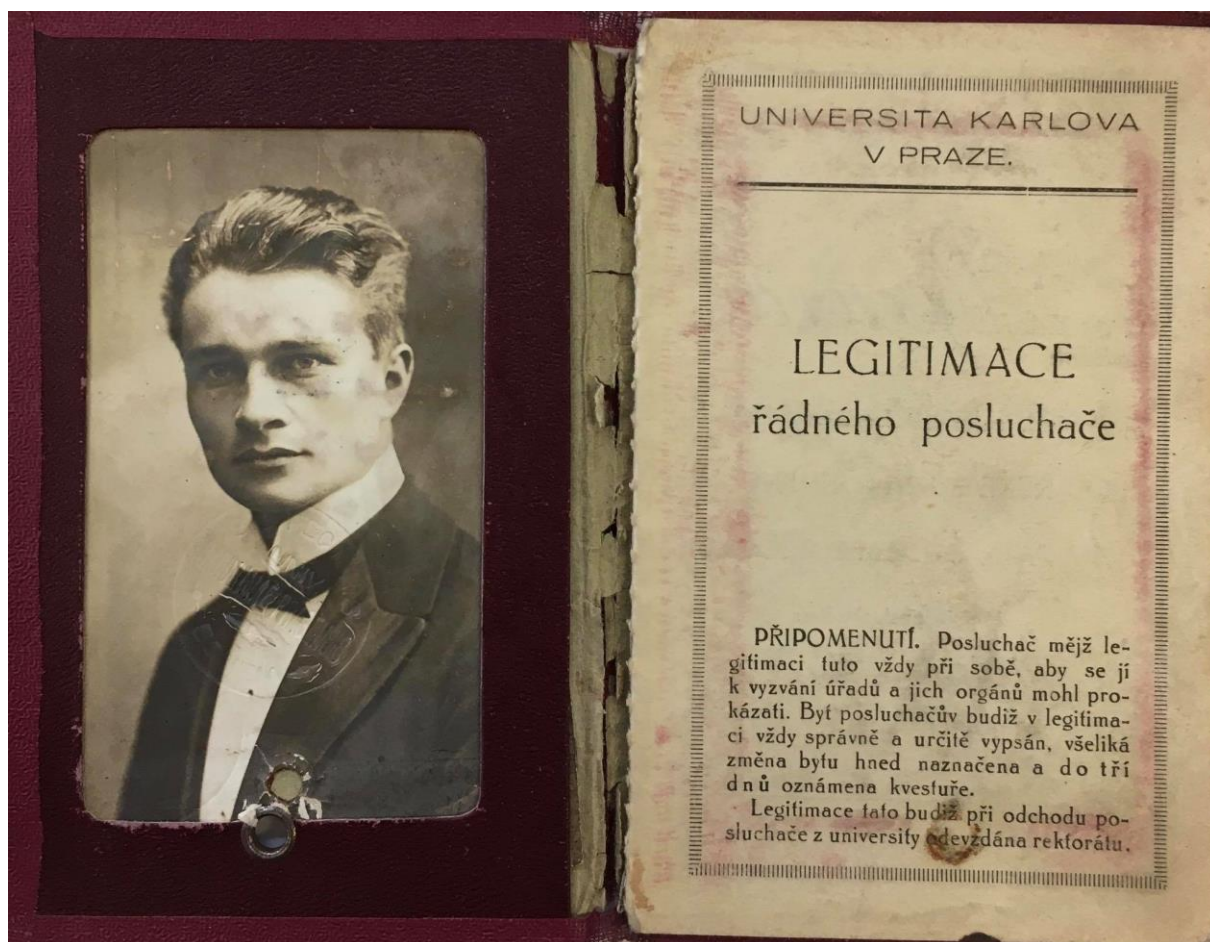 UNIVERSITA KARLOVA
V PRAZE.
LEGITIMACE
řádného posluchače
PŘIPOMENUTÍ. Posluchač mějž le-
gitimaci tuto vždy při sobě, aby se jí
k vyzvání úřadů a jich orgánů mohl pro-
kázati. Byt posluchačův budiž v legitima-
ci vždy správně a určitě vypsán, všeliká
změna bytu hned naznačena a do tří
dnů oznámena kvestuře.
Legitimace tato budiž při odchodu po-
sluchače z university odevzdána rektorátu.